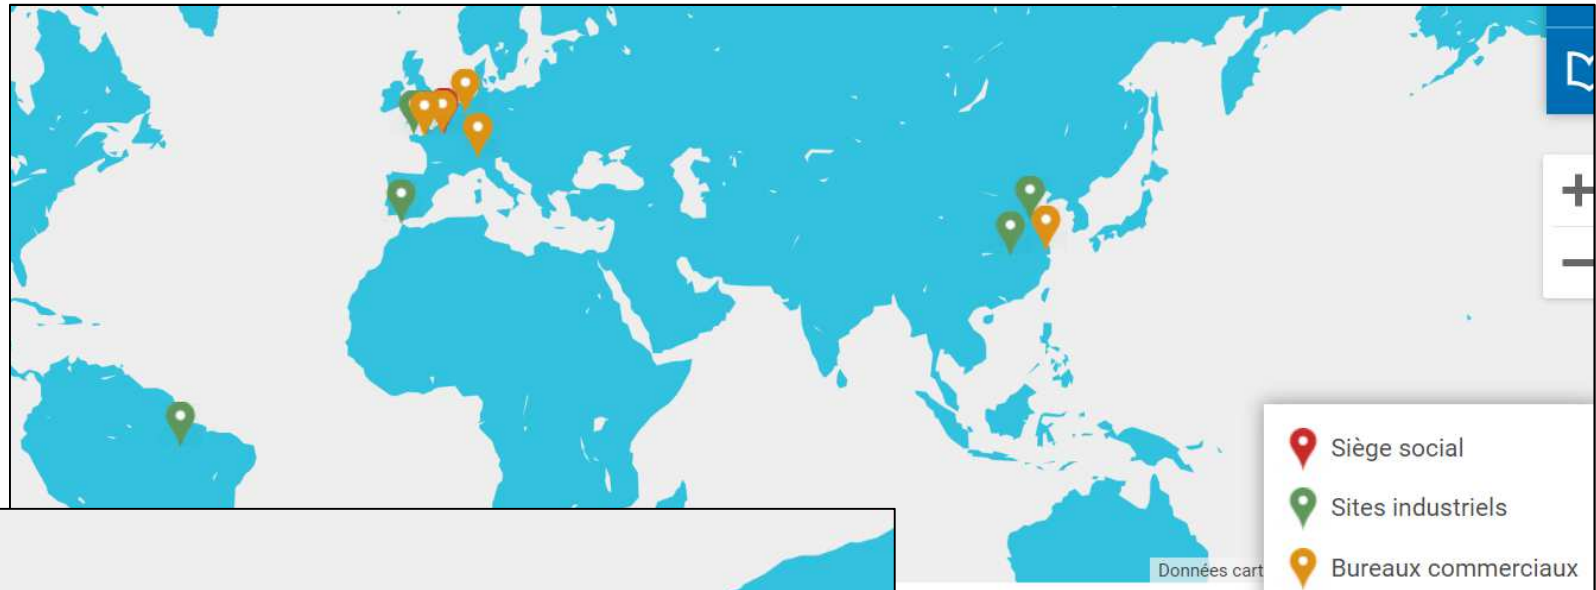 Siège social
Sites industriels
Données cart
Bureaux commerciaux